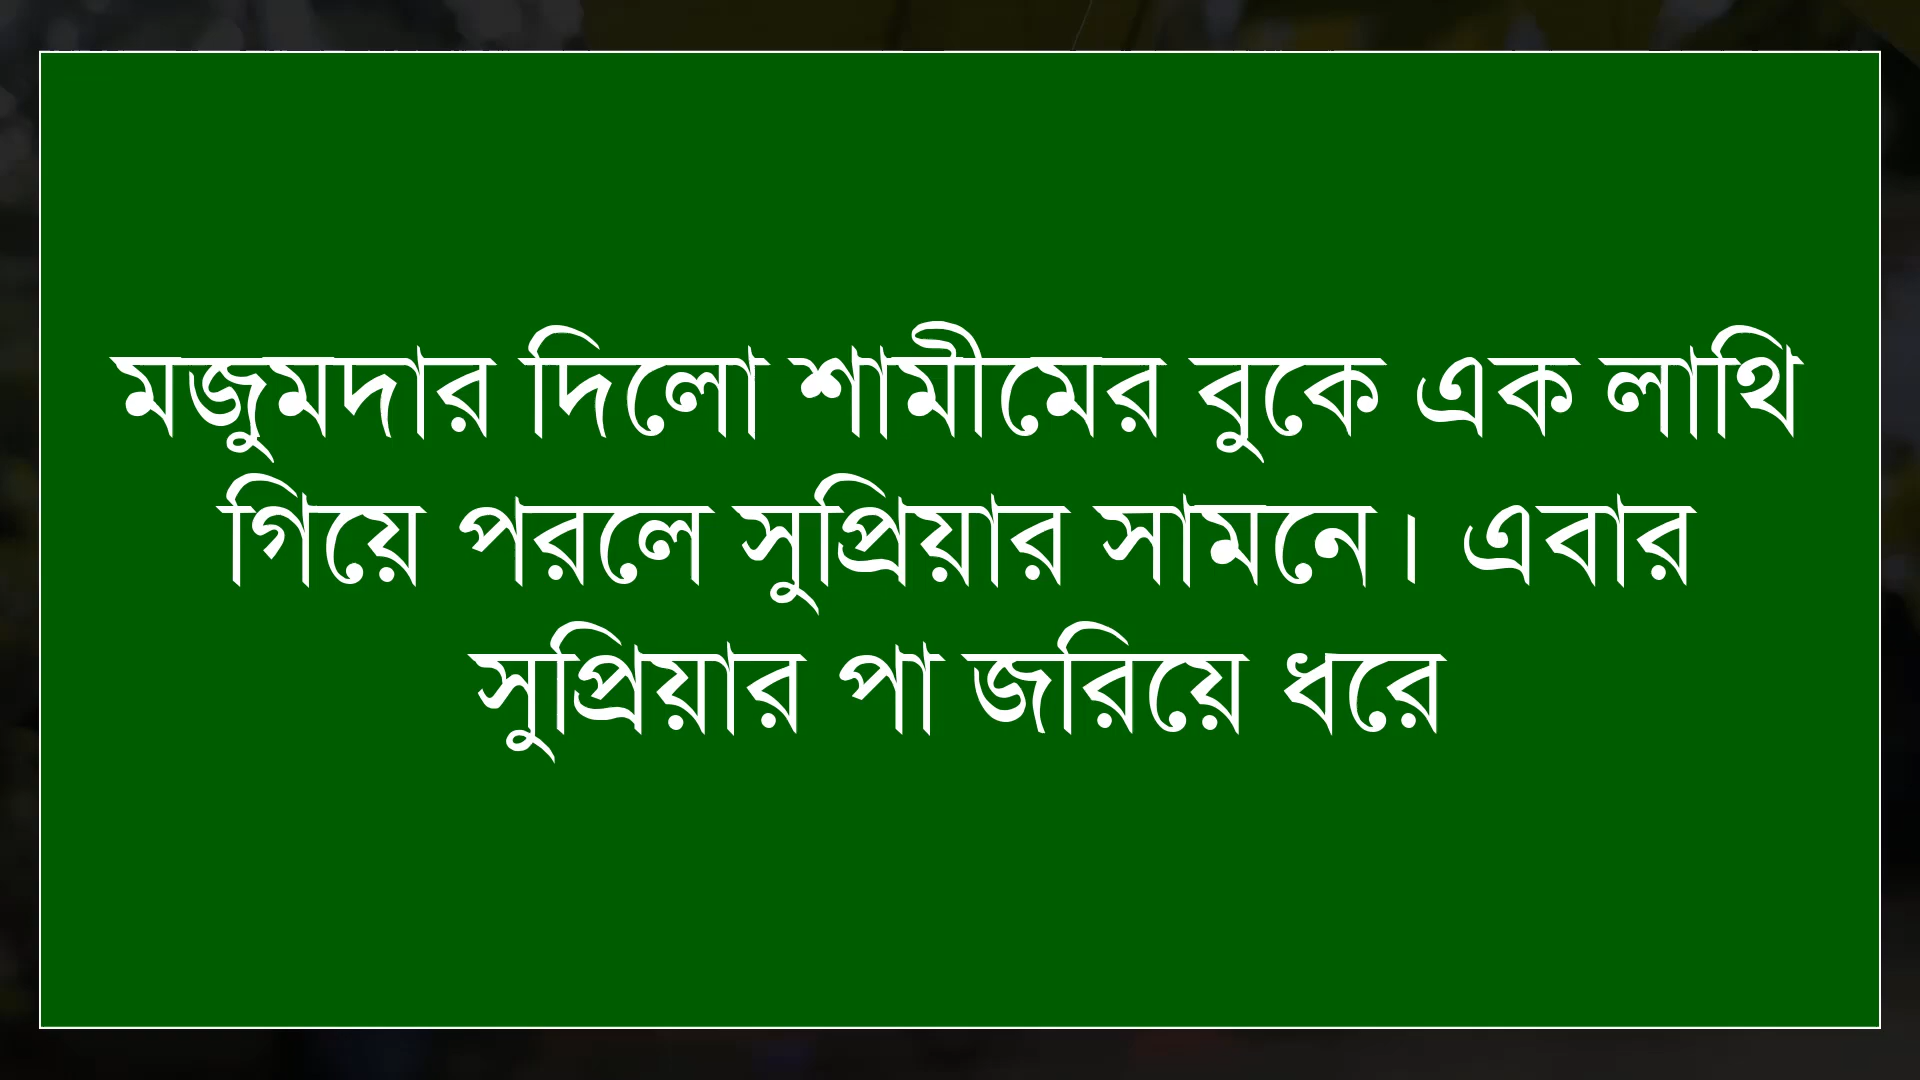 মজুমদার দিলো শামীমের বুকে এক লাথি
গিয়ে পরলে সুপ্রিয়ার সামনে। এবার
সুপ্রিয়ার পা জরিয়ে ধরে